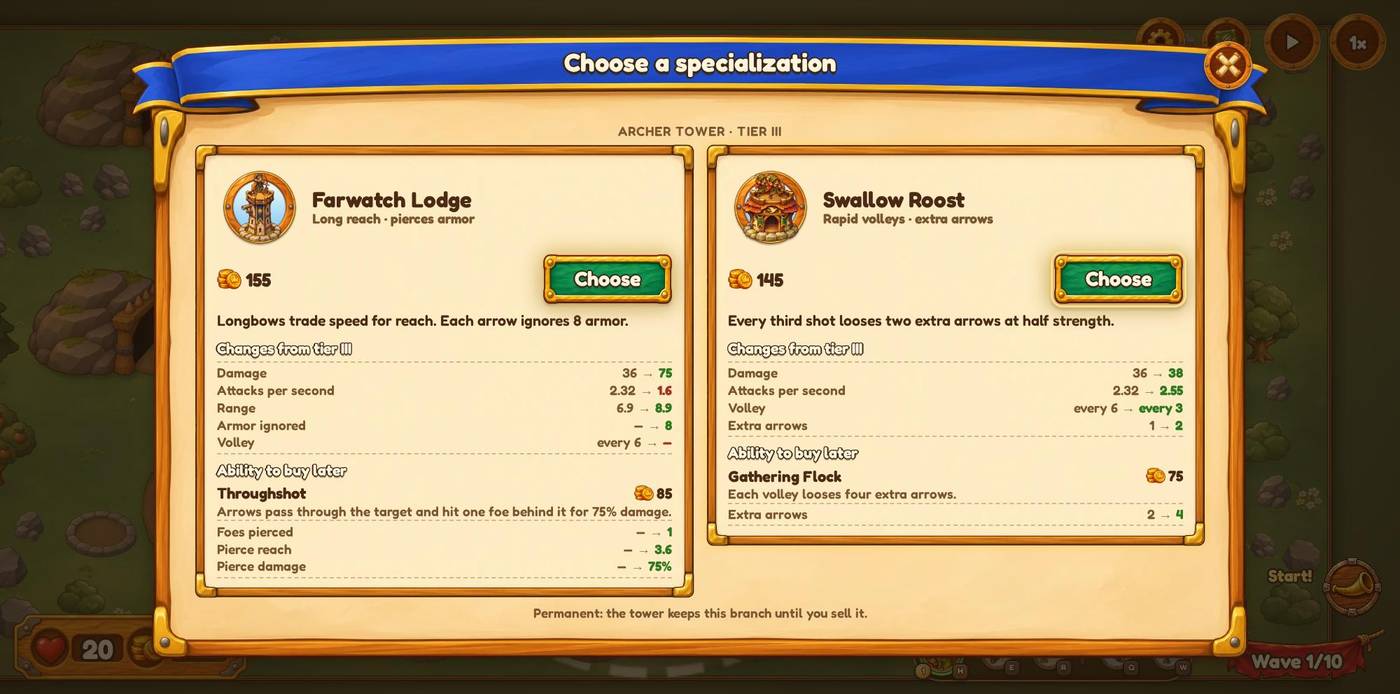 Choose a specialization
1x
ARCHER TOWER · TIER III
Farwatch Lodge
Long reach · pierces armor
155
Choose
Longbows trade speed for reach. Each arrow ignores 8 armor.
Changes from tier III
Damage 36 → 75
Attacks per second 2.32 → 1.6
Range 6.9 → 8.9
Armor ignored – → 8
Volley every 6 → –
Ability to buy later
Throughshot 85
Arrows pass through the target and hit one foe behind it for 75% damage.
Foes pierced – → 1
Pierce reach – → 3.6
Pierce damage – → 75%
Swallow Roost
Rapid volleys · extra arrows
145
Choose
Every third shot looses two extra arrows at half strength.
Changes from tier III
Damage 36 → 38
Attacks per second 2.32 → 2.55
Volley every 6 → every 3
Extra arrows 1 → 2
Ability to buy later
Gathering Flock 75
Each volley looses four extra arrows.
Extra arrows 2 → 4
Permanent: the tower keeps this branch until you sell it.
Start!
20
H E R Q W
Wave 1/10